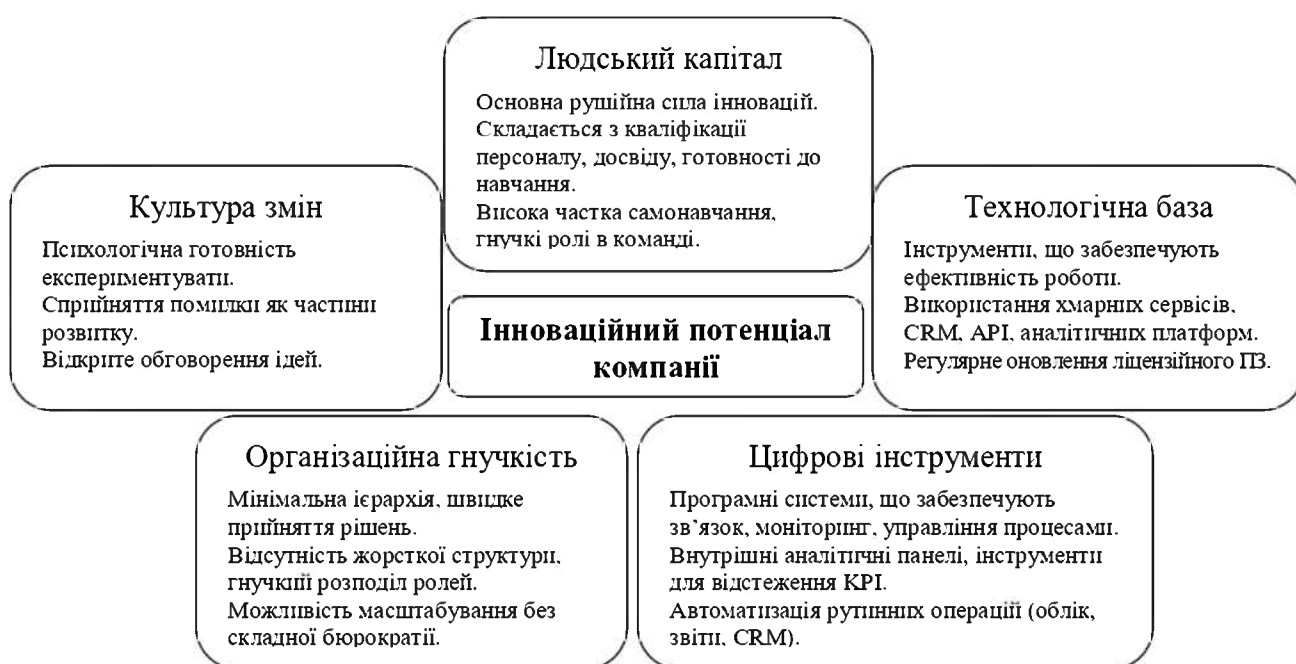 Людський капітал
Основна рушійна сила інновацій.
Складається з кваліфікації
персоналу, досвіду, готовності до
навчання.
Висока частка самонавчання,
гнучкі ролі в команді.
Культура змін
Психологічна готовність
експериментувати.
Сприйняття помилки як частини
розвитку.
Відкрите обговорення ідей.
Інноваційний потенціал
компанії
Технологічна база
Інструменти, що забезпечують
ефективність роботи.
Використання хмарних сервісів,
CRM, API, аналітичних платформ.
Регулярне оновлення ліцензійного ПЗ.
Організаційна гнучкість
Мінімальна ієрархія, швидке
прийняття рішень.
Відсутність жорсткої структури,
гнучкий розподіл ролей.
Можливість масштабування без
складної бюрократії.
Цифрові інструменти
Програмні системи, що забезпечують
зв’язок, моніторинг, управління процесами.
Внутрішні аналітичні панелі, інструменти
для відстеження KPI.
Автоматизація рутинних операцій (облік,
звіти, CRM).